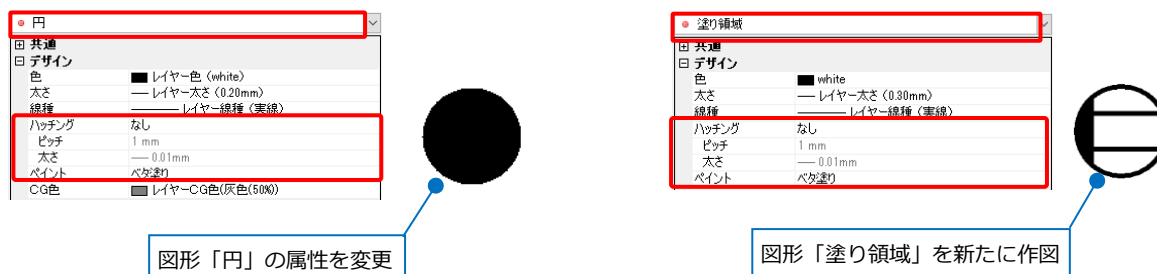 円
共通
デザイン
色 レイヤー色 (white)
太さ レイヤー太さ (0.20mm)
線種 レイヤー線種 (実線)
ハッチング なし
ピッチ 1 mm
太さ 0.01mm
ペイント ベタ塗り
CG色 レイヤーCG色(灰色(50%))
図形「円」の属性を変更
塗り領域
共通
デザイン
色 white
太さ レイヤー太さ (0.30mm)
線種 レイヤー線種 (実線)
ハッチング なし
ピッチ 1 mm
太さ 0.01mm
ペイント ベタ塗り
図形「塗り領域」を新たに作図